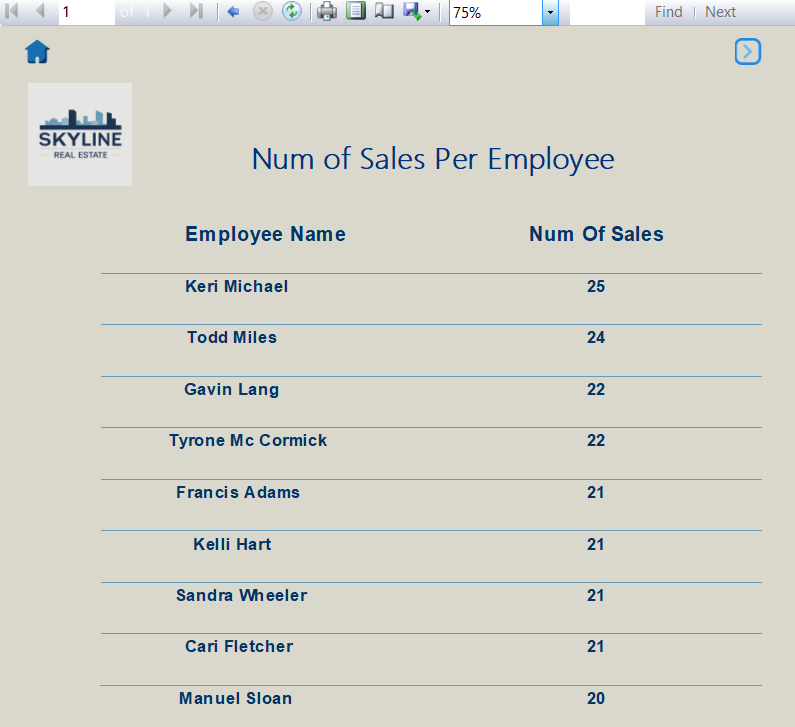 1 of 1 75% Find | Next
SKYLINE
REAL ESTATE
Num of Sales Per Employee
Employee Name Num Of Sales
Keri Michael 25
Todd Miles 24
Gavin Lang 22
Tyrone Mc Cormick 22
Francis Adams 21
Kelli Hart 21
Sandra Wheeler 21
Cari Fletcher 21
Manuel Sloan 20